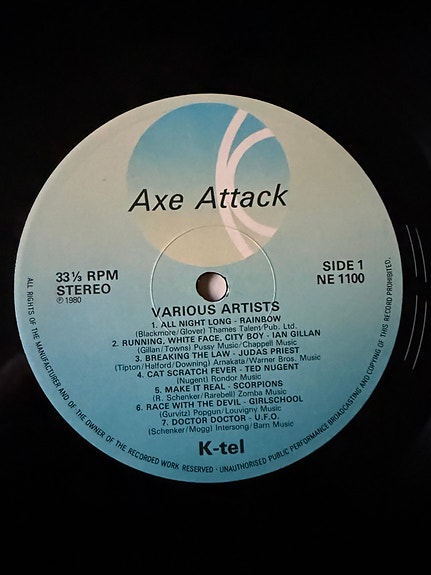 Axe Attack
33⅓ RPM
STEREO
℗1980
SIDE 1
NE 1100
VARIOUS ARTISTS
1. ALL NIGHT LONG - RAINBOW
(Blackmore/Glover) Thames Talent Pub. Ltd.
2. RUNNING, WHITE FACE, CITY BOY - IAN GILLAN
(Gillan/Towns) Pussy Music/Chappell Music
3. BREAKING THE LAW - JUDAS PRIEST
(Tipton/Halford/Downing) Arnakata/Warner Bros. Music
4. CAT SCRATCH FEVER - TED NUGENT
(Nugent) Rondor Music
5. MAKE IT REAL - SCORPIONS
(R. Schenker/Rarebell) Zomba Music
6. RACE WITH THE DEVIL - GIRLSCHOOL
(Gurvitz) Popgun/Louvigny Music
7. DOCTOR DOCTOR - U.F.O.
(Schenker/Mogg) Intersong/Barn Music
K-tel
ALL RIGHTS OF THE MANUFACTURER AND OF THE OWNER OF THE RECORDED WORK RESERVED · UNAUTHORISED PUBLIC PERFORMANCE BROADCASTING AND COPYING OF THIS RECORD PROHIBITED.